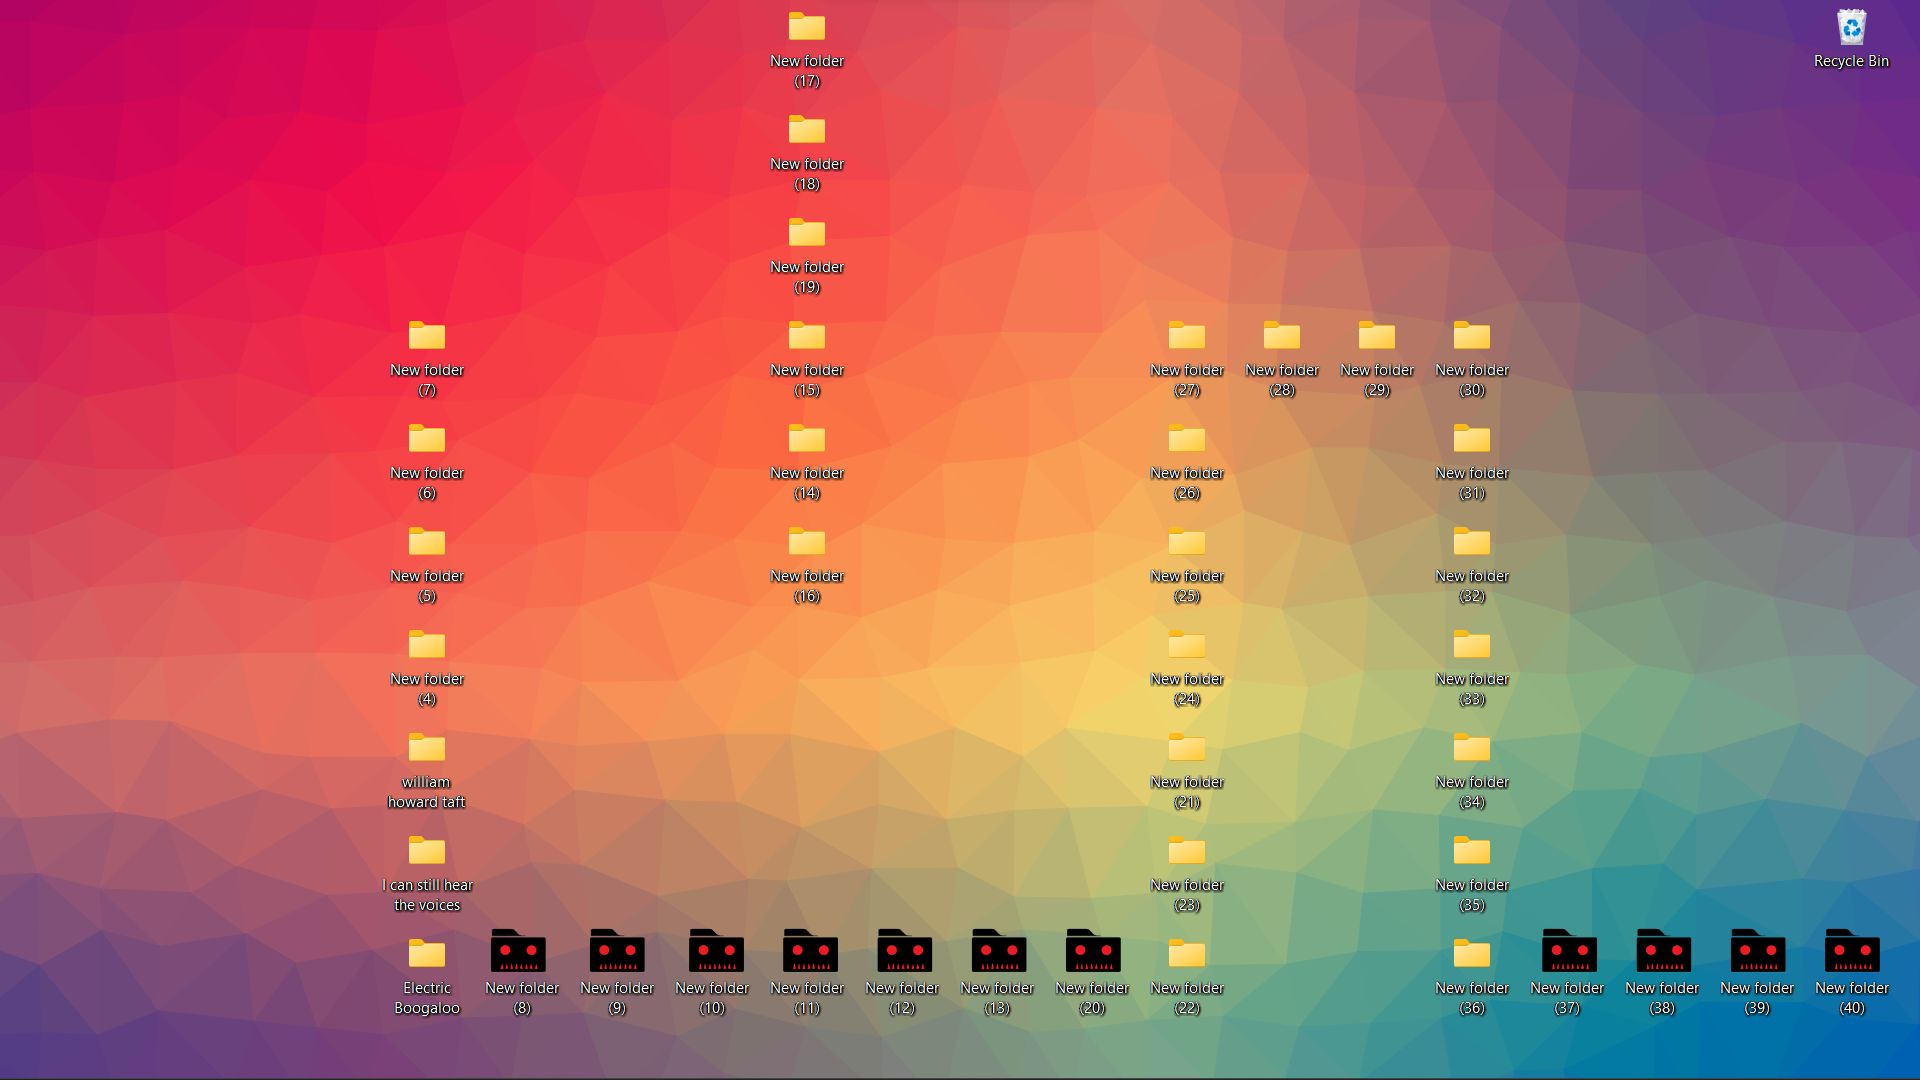 New folder
(17)
Recycle Bin
New folder
(18)
New folder
(19)
New folder
(7)
New folder
(15)
New folder
(27)
New folder
(28)
New folder
(29)
New folder
(30)
New folder
(6)
New folder
(14)
New folder
(26)
New folder
(31)
New folder
(5)
New folder
(16)
New folder
(25)
New folder
(32)
New folder
(4)
New folder
(24)
New folder
(33)
william
howard taft
New folder
(21)
New folder
(34)
I can still hear
the voices
New folder
(23)
New folder
(35)
Electric
Boogaloo
New folder
(8)
New folder
(9)
New folder
(10)
New folder
(11)
New folder
(12)
New folder
(13)
New folder
(20)
New folder
(22)
New folder
(36)
New folder
(37)
New folder
(38)
New folder
(39)
New folder
(40)